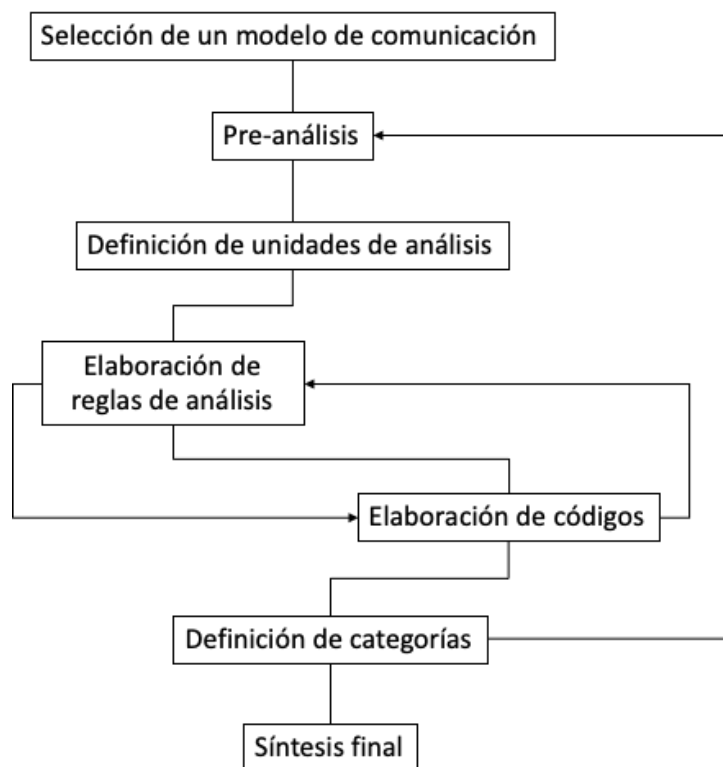 Selección de un modelo de comunicación
Pre-análisis
Definición de unidades de análisis
Elaboración de
reglas de análisis
Elaboración de códigos
Definición de categorías
Síntesis final